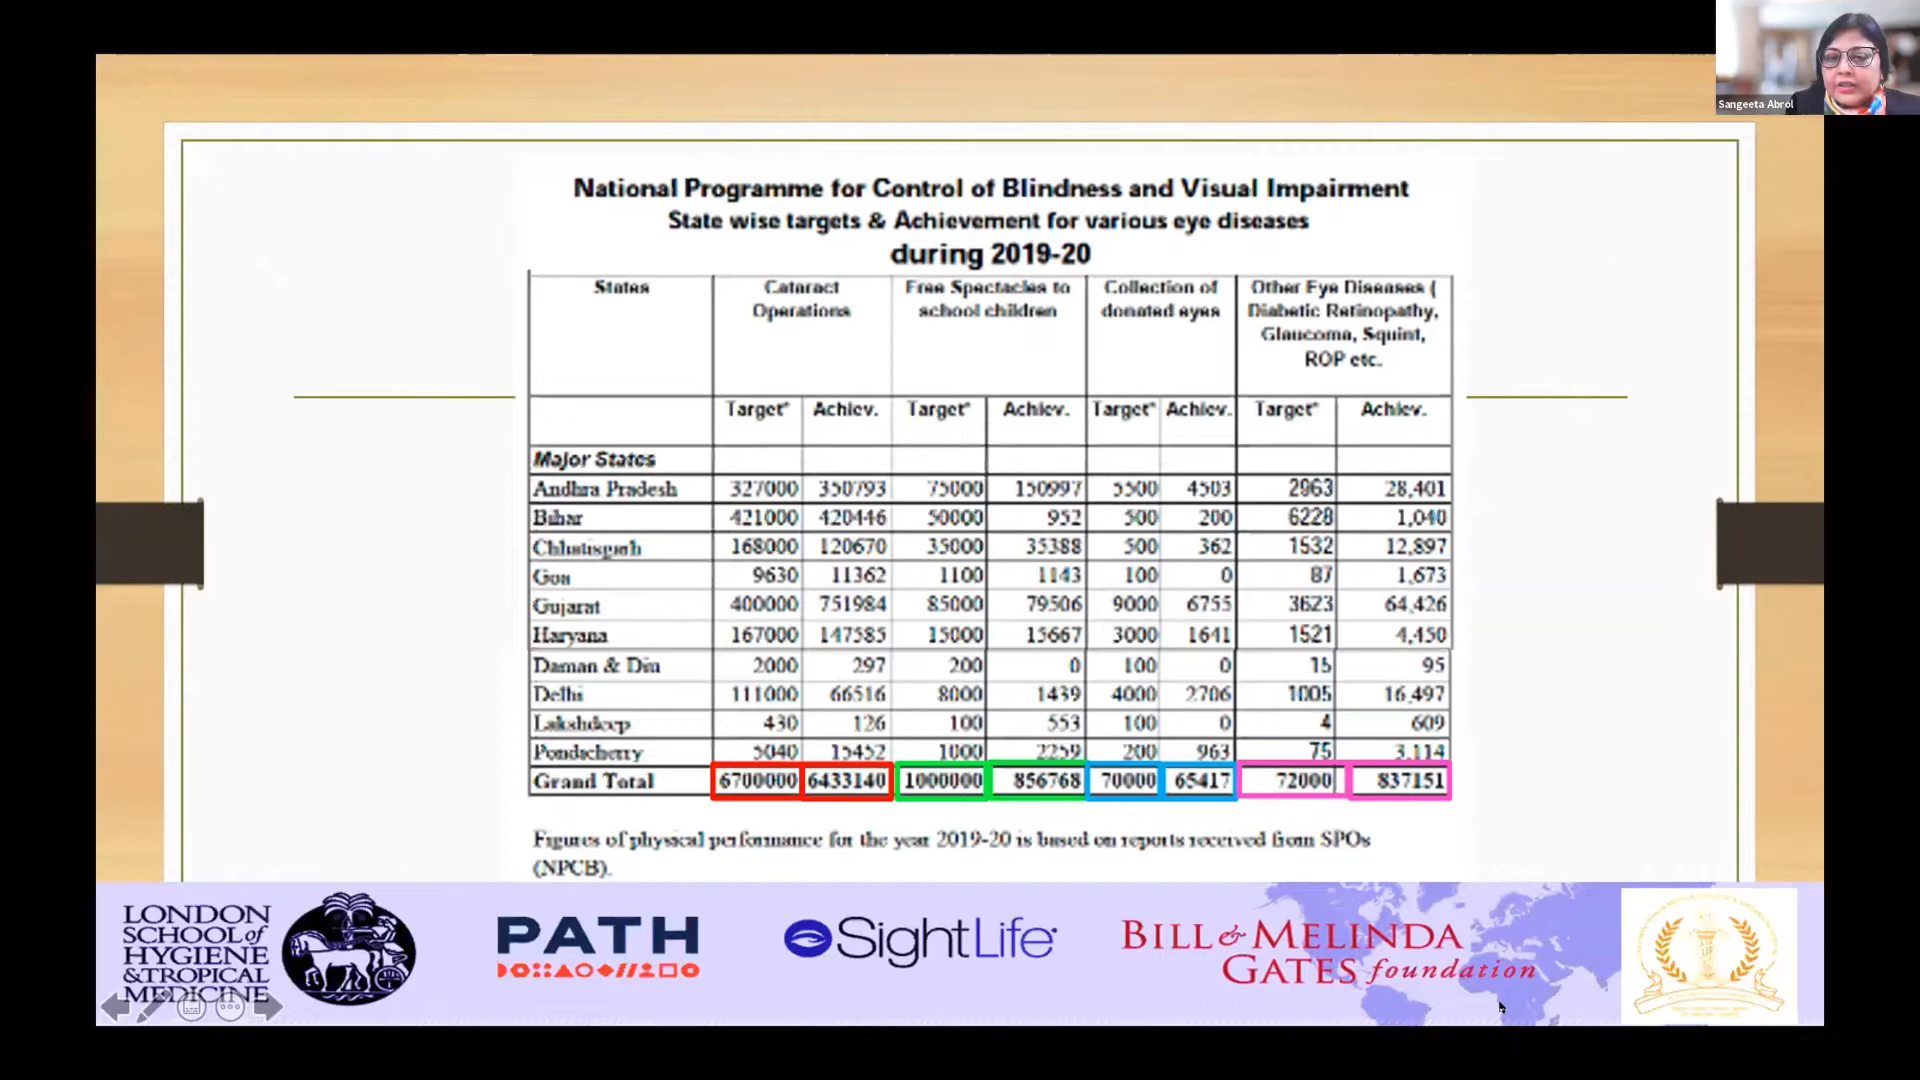 Sangeeta Abrol
National Programme for Control of Blindness and Visual Impairment
State wise targets & Achievement for various eye diseases
during 2019-20
States Cataract Operations Free Spectacles to school children Collection of donated eyes Other Eye Diseases ( Diabetic Retinopathy, Glaucoma, Squint, ROP etc.
Target* Achiev. Target* Achiev. Target* Achiev. Target* Achiev.
Major States
Andhra Pradesh 327000 350793 75000 150997 5500 4503 2963 28,401
Bihar 421000 420446 50000 952 500 200 6228 1,040
Chhatisgarh 168000 120670 35000 35388 500 362 1532 12,897
Goa 9630 11362 1100 1143 100 0 87 1,673
Gujarat 400000 751984 85000 79506 9000 6755 3623 64,426
Haryana 167000 147585 15000 15667 3000 1641 1521 4,450
Daman & Diu 2000 297 200 0 100 0 15 95
Delhi 111000 66516 8000 1439 4000 2706 1005 16,497
Lakshdeep 430 126 100 553 100 0 4 609
Pondicherry 5040 15452 1000 2259 200 963 75 3,114
Grand Total 6700000 6433140 1000000 856768 70000 65417 72000 837151
Figures of physical performance for the year 2019-20 is based on reports received from SPOs
(NPCB).
LONDON
SCHOOL of
HYGIENE
& TROPICAL
MEDICINE
PATH
SightLife
BILL & MELINDA
GATES foundation